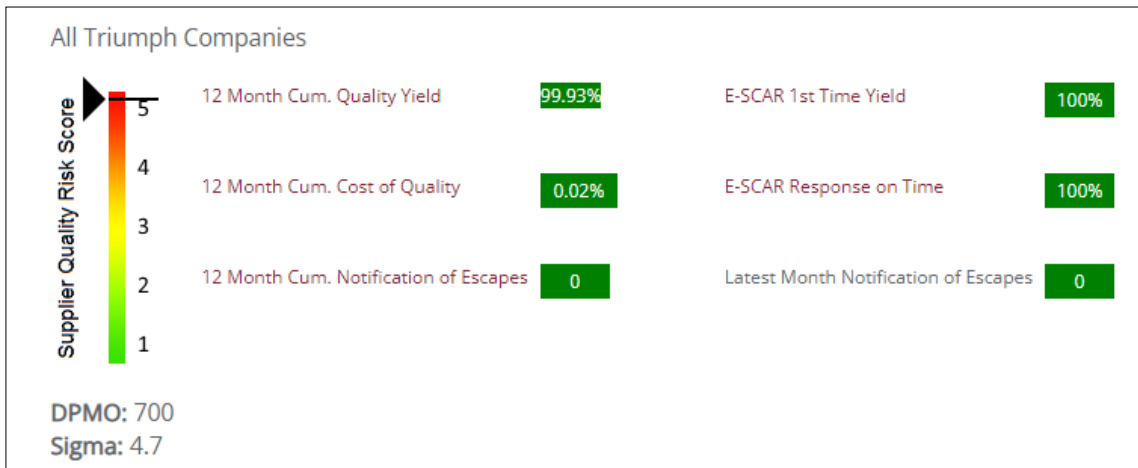 All Triumph Companies
Supplier Quality Risk Score
5
4
3
2
1
12 Month Cum. Quality Yield 99.93%
E-SCAR 1st Time Yield 100%
12 Month Cum. Cost of Quality 0.02%
E-SCAR Response on Time 100%
12 Month Cum. Notification of Escapes 0
Latest Month Notification of Escapes 0
DPMO: 700
Sigma: 4.7